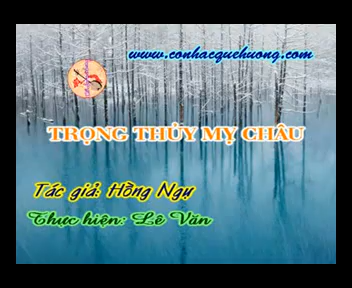 www.conhacquehuong.com
TRỌNG THỦY MỴ CHÂU
Tác giả: Hồng Ngự
Thực hiện: Lê Văn